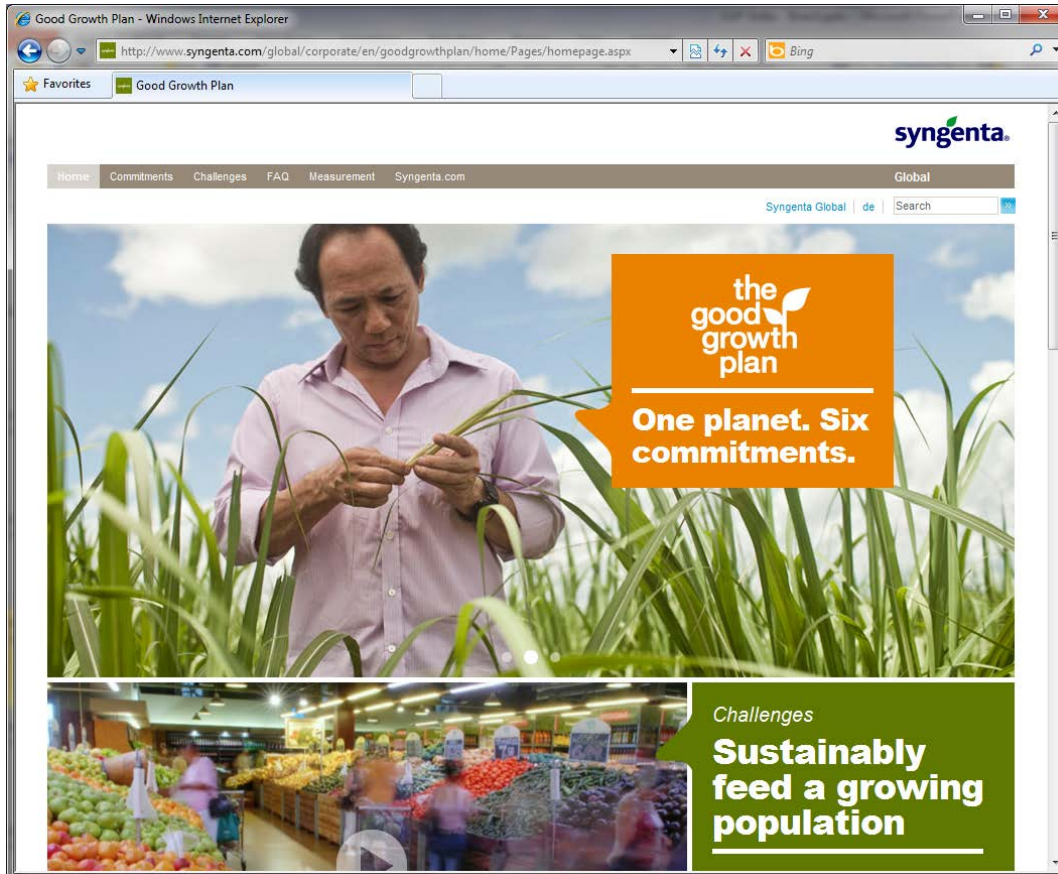 Good Growth Plan - Windows Internet Explorer
http://www.syngenta.com/global/corporate/en/goodgrowthplan/home/Pages/homepage.aspx
Bing
Favorites
Good Growth Plan
syngenta®
Home Commitments Challenges FAQ Measurement Syngenta.com Global
Syngenta Global | de | Search
the
good
growth
plan
One planet. Six
commitments.
Challenges
Sustainably
feed a growing
population